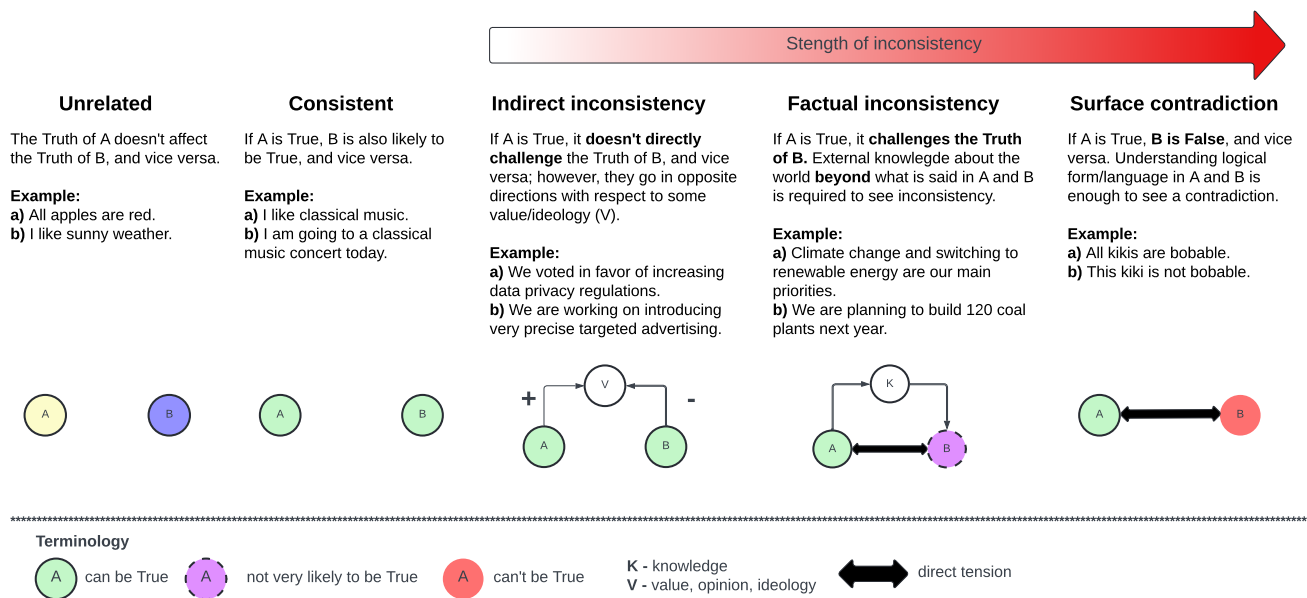 Stength of inconsistency
Unrelated
The Truth of A doesn't affect
the Truth of B, and vice versa.
Example:
a) All apples are red.
b) I like sunny weather.
A
B
Consistent
If A is True, B is also likely to
be True, and vice versa.
Example:
a) I like classical music.
b) I am going to a classical
music concert today.
A
B
Indirect inconsistency
If A is True, it doesn't directly
challenge the Truth of B, and vice
versa; however, they go in opposite
directions with respect to some
value/ideology (V).
Example:
a) We voted in favor of increasing
data privacy regulations.
b) We are working on introducing
very precise targeted advertising.
V
+
-
A
B
Factual inconsistency
If A is True, it challenges the Truth
of B. External knowlegde about the
world beyond what is said in A and B
is required to see inconsistency.
Example:
a) Climate change and switching to
renewable energy are our main
priorities.
b) We are planning to build 120 coal
plants next year.
K
A
B
Surface contradiction
If A is True, B is False, and vice
versa. Understanding logical
form/language in A and B is
enough to see a contradiction.
Example:
a) All kikis are bobable.
b) This kiki is not bobable.
A
B
Terminology
A can be True
A not very likely to be True
A can't be True
K - knowledge
V - value, opinion, ideology
direct tension